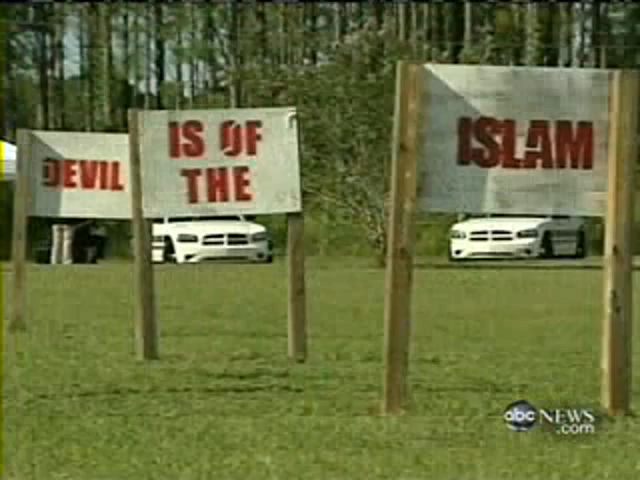 DEVIL
IS OF
THE
ISLAM
abc NEWS
.com